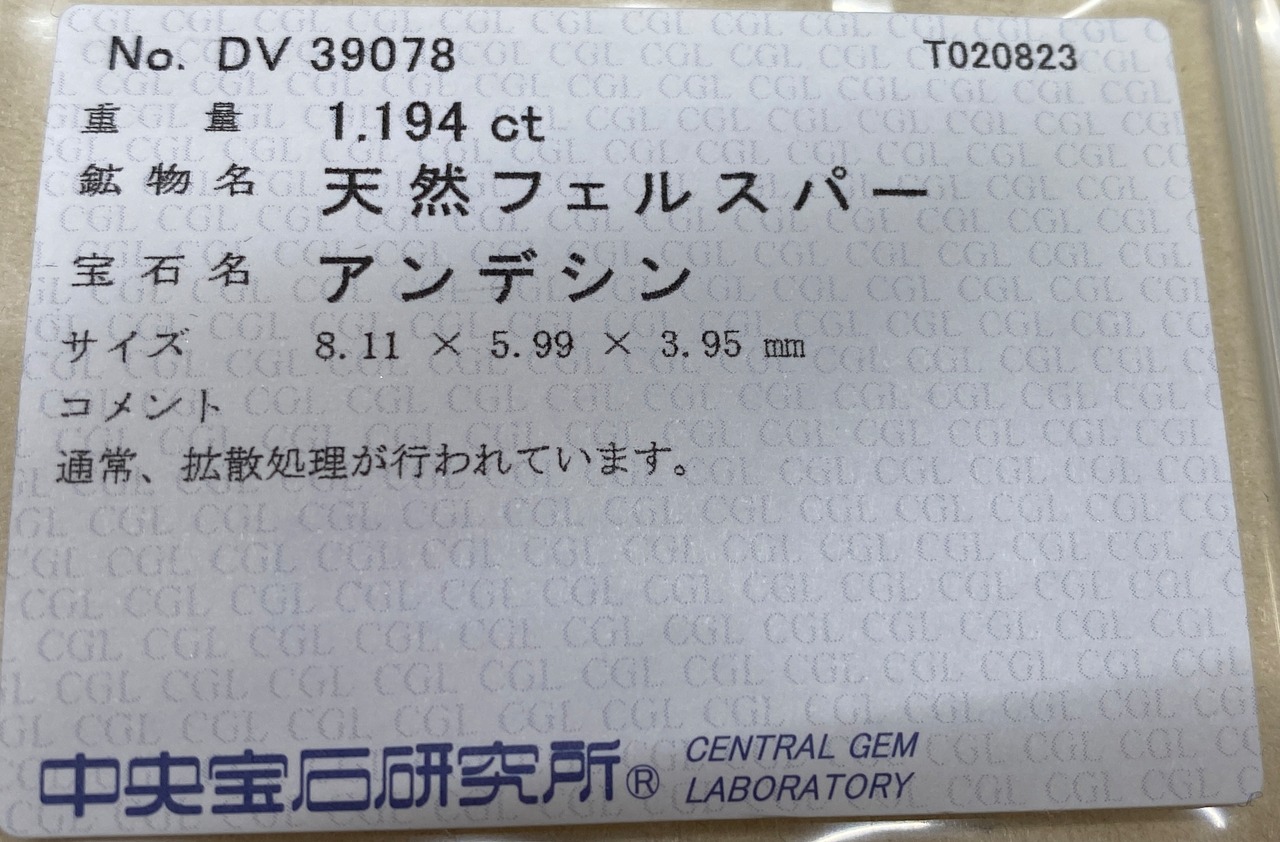 No. DV 39078 T020823
重量 1.194 ct
鉱物名 天然フェルスパー
宝石名 アンデシン
サイズ 8.11 × 5.99 × 3.95 mm
コメント
通常、拡散処理が行われています。
中央宝石研究所® CENTRAL GEM
LABORATORY